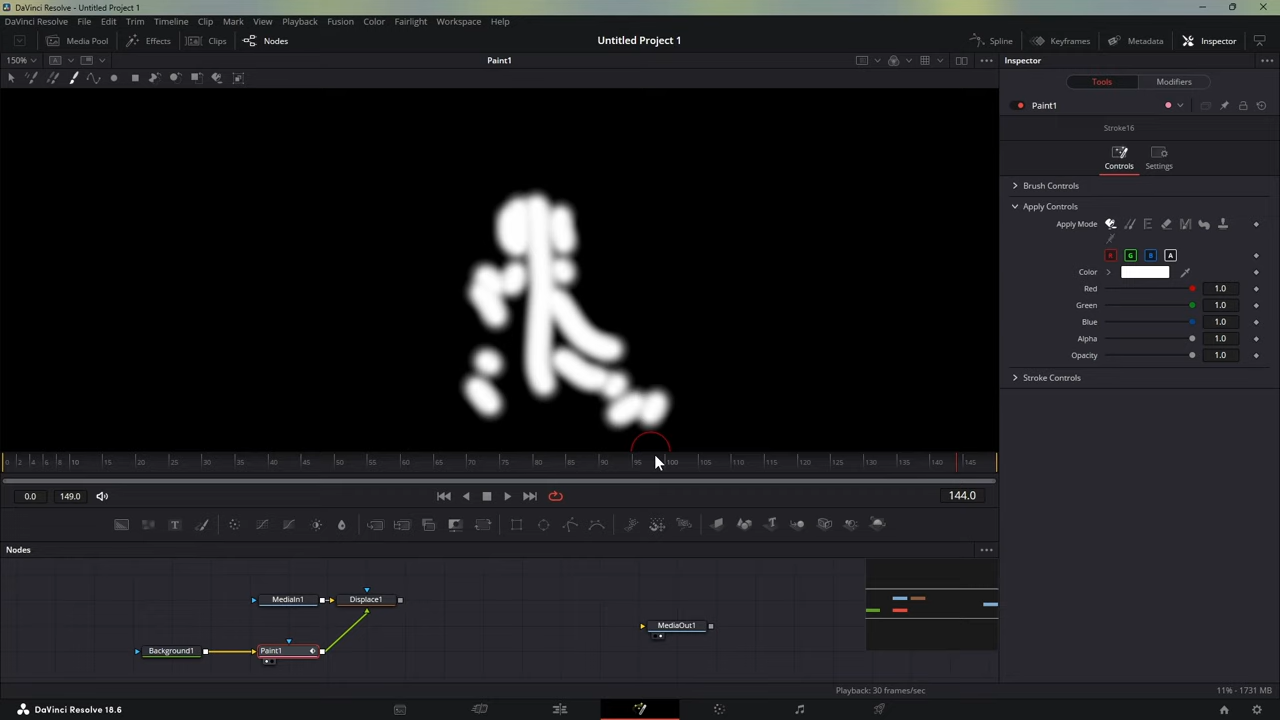 DaVinci Resolve - Untitled Project 1
DaVinci Resolve File Edit Trim Timeline Clip Mark View Playback Fusion Color Fairlight Workspace Help
Media Pool Effects Clips Nodes Untitled Project 1 Spline Keyframes Metadata Inspector
150% Paint1 Inspector
Tools Modifiers
Paint1
Stroke16
Controls Settings
Brush Controls
Apply Controls
Apply Mode
R G B A
Color
Red 1.0
Green 1.0
Blue 1.0
Alpha 1.0
Opacity 1.0
Stroke Controls
0 2 4 6 8 10 15 20 25 30 35 40 45 50 55 60 65 70 75 80 85 90 95 100 105 110 115 120 125 130 135 140 145
0.0 149.0 144.0
Nodes
MediaIn1 Displace1
MediaOut1
Background1 Paint1
Playback: 30 frames/sec 11% - 1731 MB
DaVinci Resolve 18.6